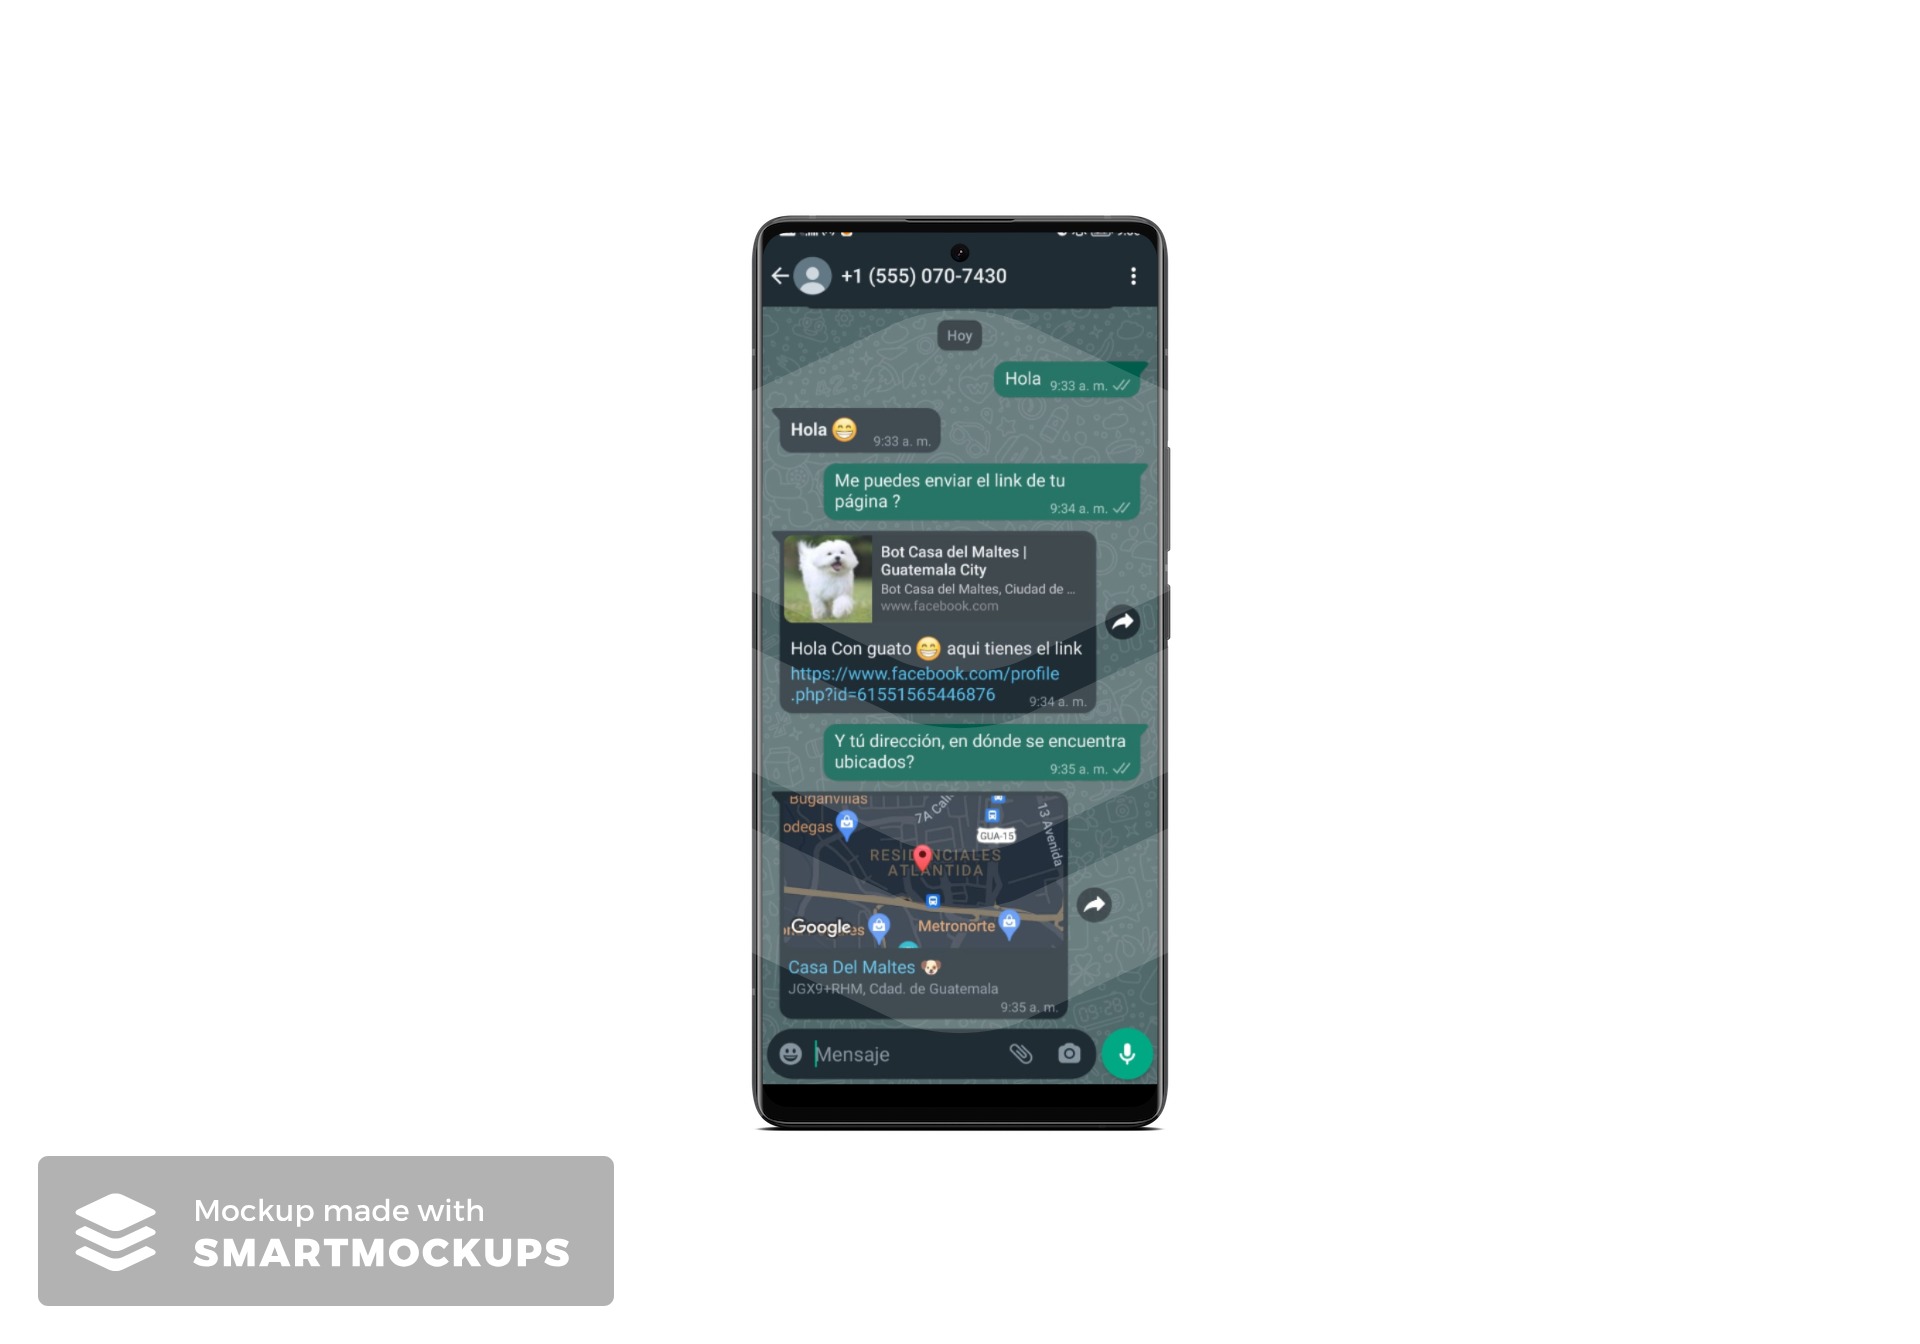 +1 (555) 070-7430
Hoy
Hola 9:33 a. m.
Hola 😁 9:33 a. m.
Me puedes enviar el link de tu
página ?
9:34 a. m.
Bot Casa del Maltes |
Guatemala City
Bot Casa del Maltes, Ciudad de ...
www.facebook.com
Hola Con guato 😁 aqui tienes el link
https://www.facebook.com/profile
.php?id=61551565446876
9:34 a. m.
Y tú dirección, en dónde se encuentra
ubicados?
9:35 a. m.
Buganvilias
odegas
7A Call
GUA-15
13 Avenida
RESIDENCIALES
ATLANTIDA
Google
Metronorte
Casa Del Maltes 🐶
JGX9+RHM, Cdad. de Guatemala
9:35 a. m.
Mensaje
Mockup made with
SMARTMOCKUPS